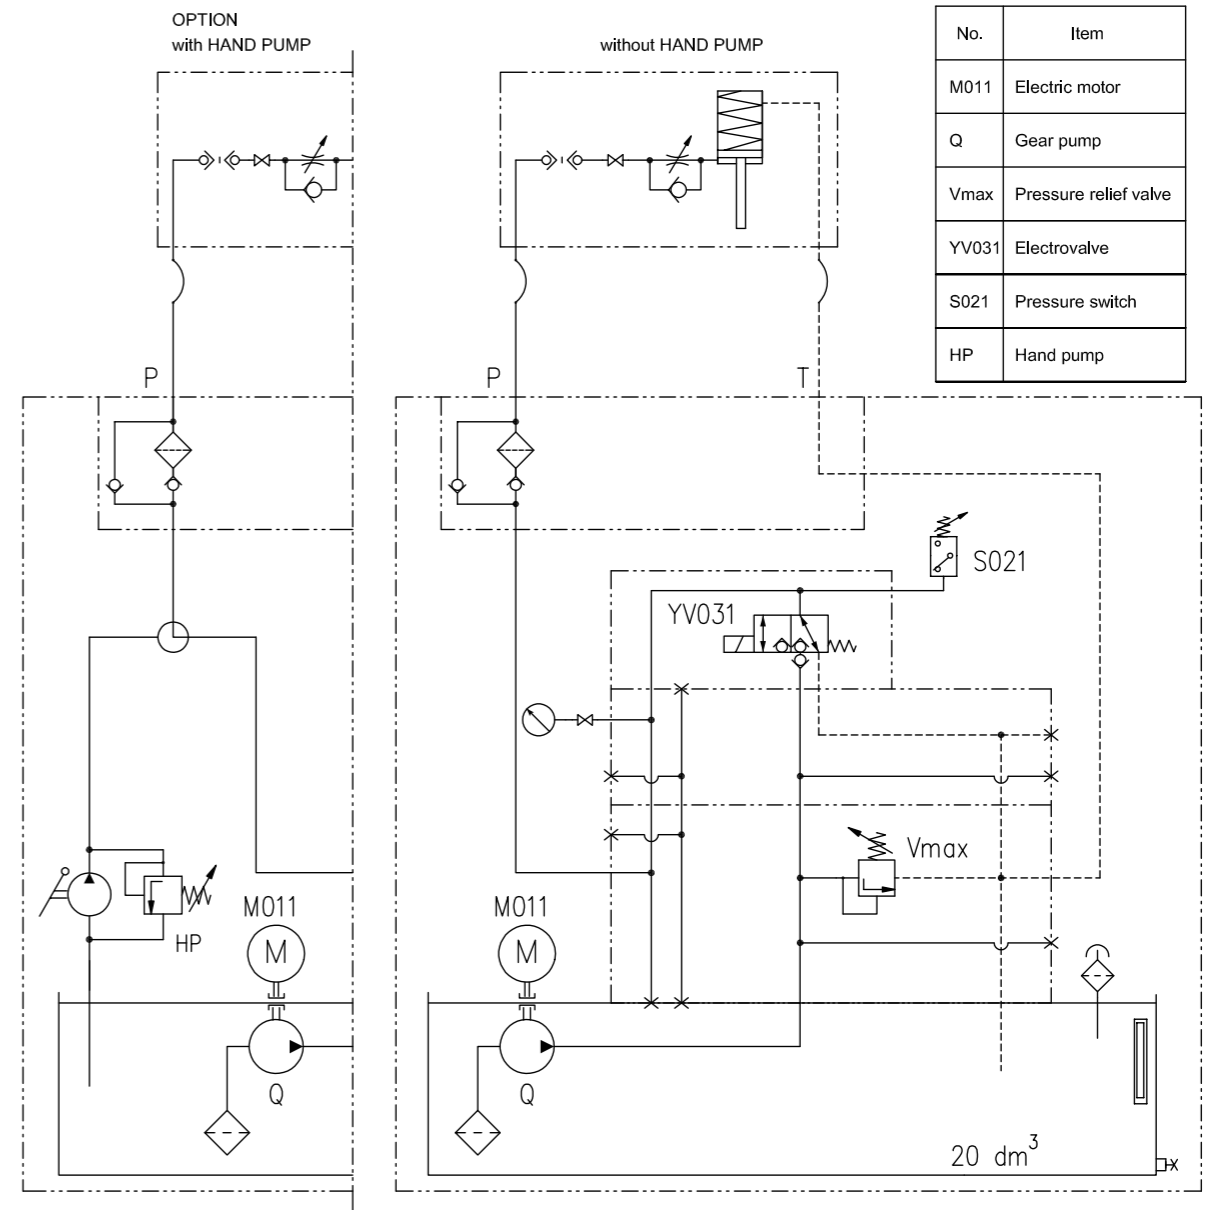 OPTION
with HAND PUMP
without HAND PUMP
No. Item
M011 Electric motor
Q Gear pump
Vmax Pressure relief valve
YV031 Electrovalve
S021 Pressure switch
HP Hand pump
P
P
T
S021
YV031
Vmax
M011
M011
HP
M
M
Q
Q
20 dm³